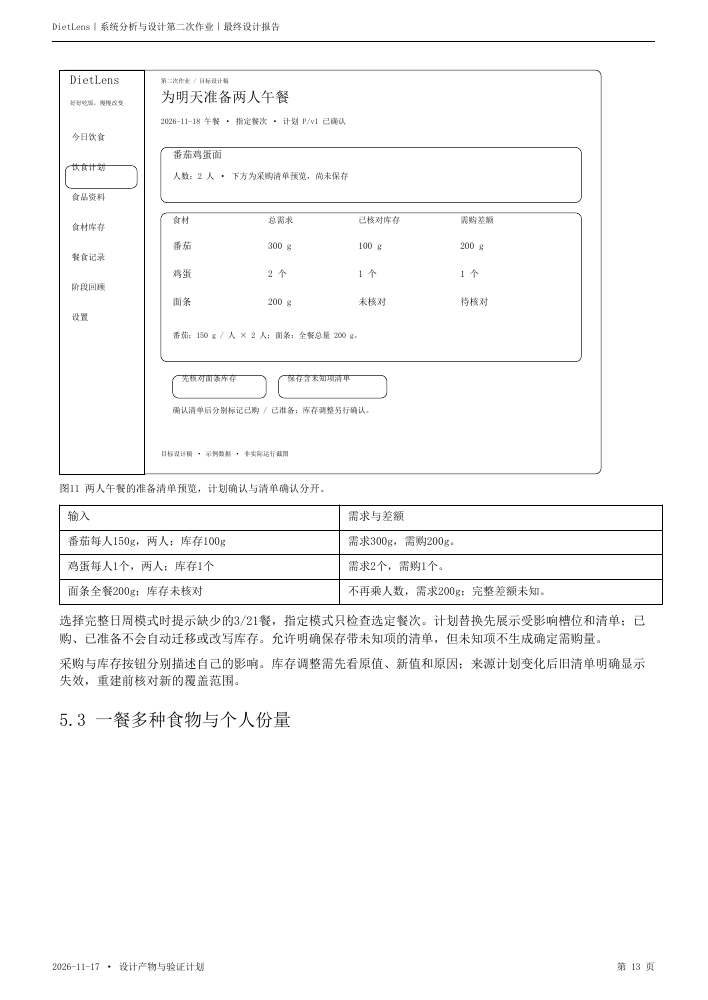 DietLens | 系统分析与设计第二次作业 | 最终设计报告
DietLens
好好吃饭，慢慢改变
今日饮食
饮食计划
食品资料
食材库存
餐食记录
阶段回顾
设置
第二次作业 / 目标设计稿
为明天准备两人午餐
2026-11-18 午餐 • 指定餐次 • 计划 P/v1 已确认
番茄鸡蛋面
人数: 2 人 • 下方为采购清单预览，尚未保存
食材 总需求 已核对库存 需购差额
番茄 300 g 100 g 200 g
鸡蛋 2 个 1 个 1 个
面条 200 g 未核对 待核对
番茄: 150 g / 人 × 2 人; 面条: 全餐总量 200 g。
先核对面条库存 保存含未知项清单
确认清单后分别标记已购 / 已准备; 库存调整另行确认。
目标设计稿 • 示例数据 • 非实际运行截图
图11 两人午餐的准备清单预览，计划确认与清单确认分开。
输入 需求与差额
番茄每人150g，两人; 库存100g 需求300g，需购200g。
鸡蛋每人1个，两人; 库存1个 需求2个，需购1个。
面条全餐200g; 库存未核对 不再乘人数，需求200g; 完整差额未知。
选择完整日周模式时提示缺少的3/21餐，指定模式只检查选定餐次。计划替换先展示受影响槽位和清单; 已
购、已准备不会自动迁移或改写库存。允许明确保存带未知项的清单，但未知项不生成确定需购量。
采购与库存按钮分别描述自己的影响。库存调整需先看原值、新值和原因; 来源计划变化后旧清单明确显示
失效，重建前核对新的覆盖范围。
5.3 一餐多种食物与个人份量
2026-11-17 • 设计产物与验证计划 第 13 页